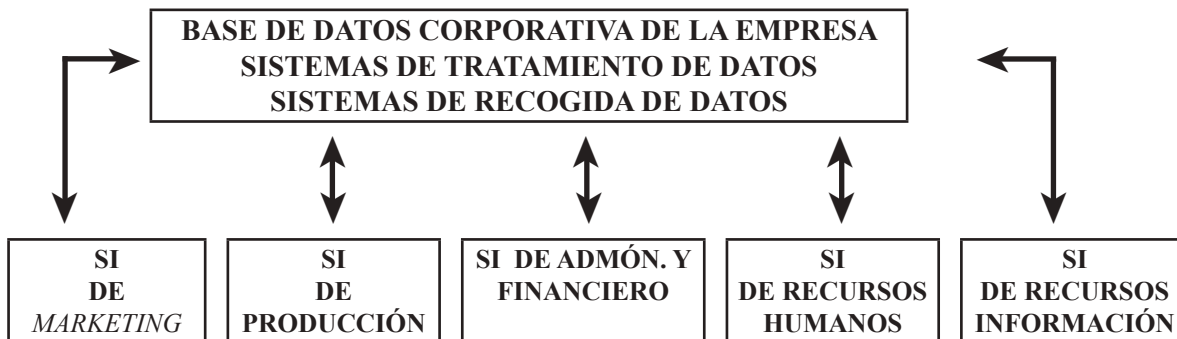 BASE DE DATOS CORPORATIVA DE LA EMPRESA
SISTEMAS DE TRATAMIENTO DE DATOS
SISTEMAS DE RECOGIDA DE DATOS
SI
DE
MARKETING
SI
DE
PRODUCCIÓN
SI DE ADMÓN. Y
FINANCIERO
SI
DE RECURSOS
HUMANOS
SI
DE RECURSOS
INFORMACIÓN